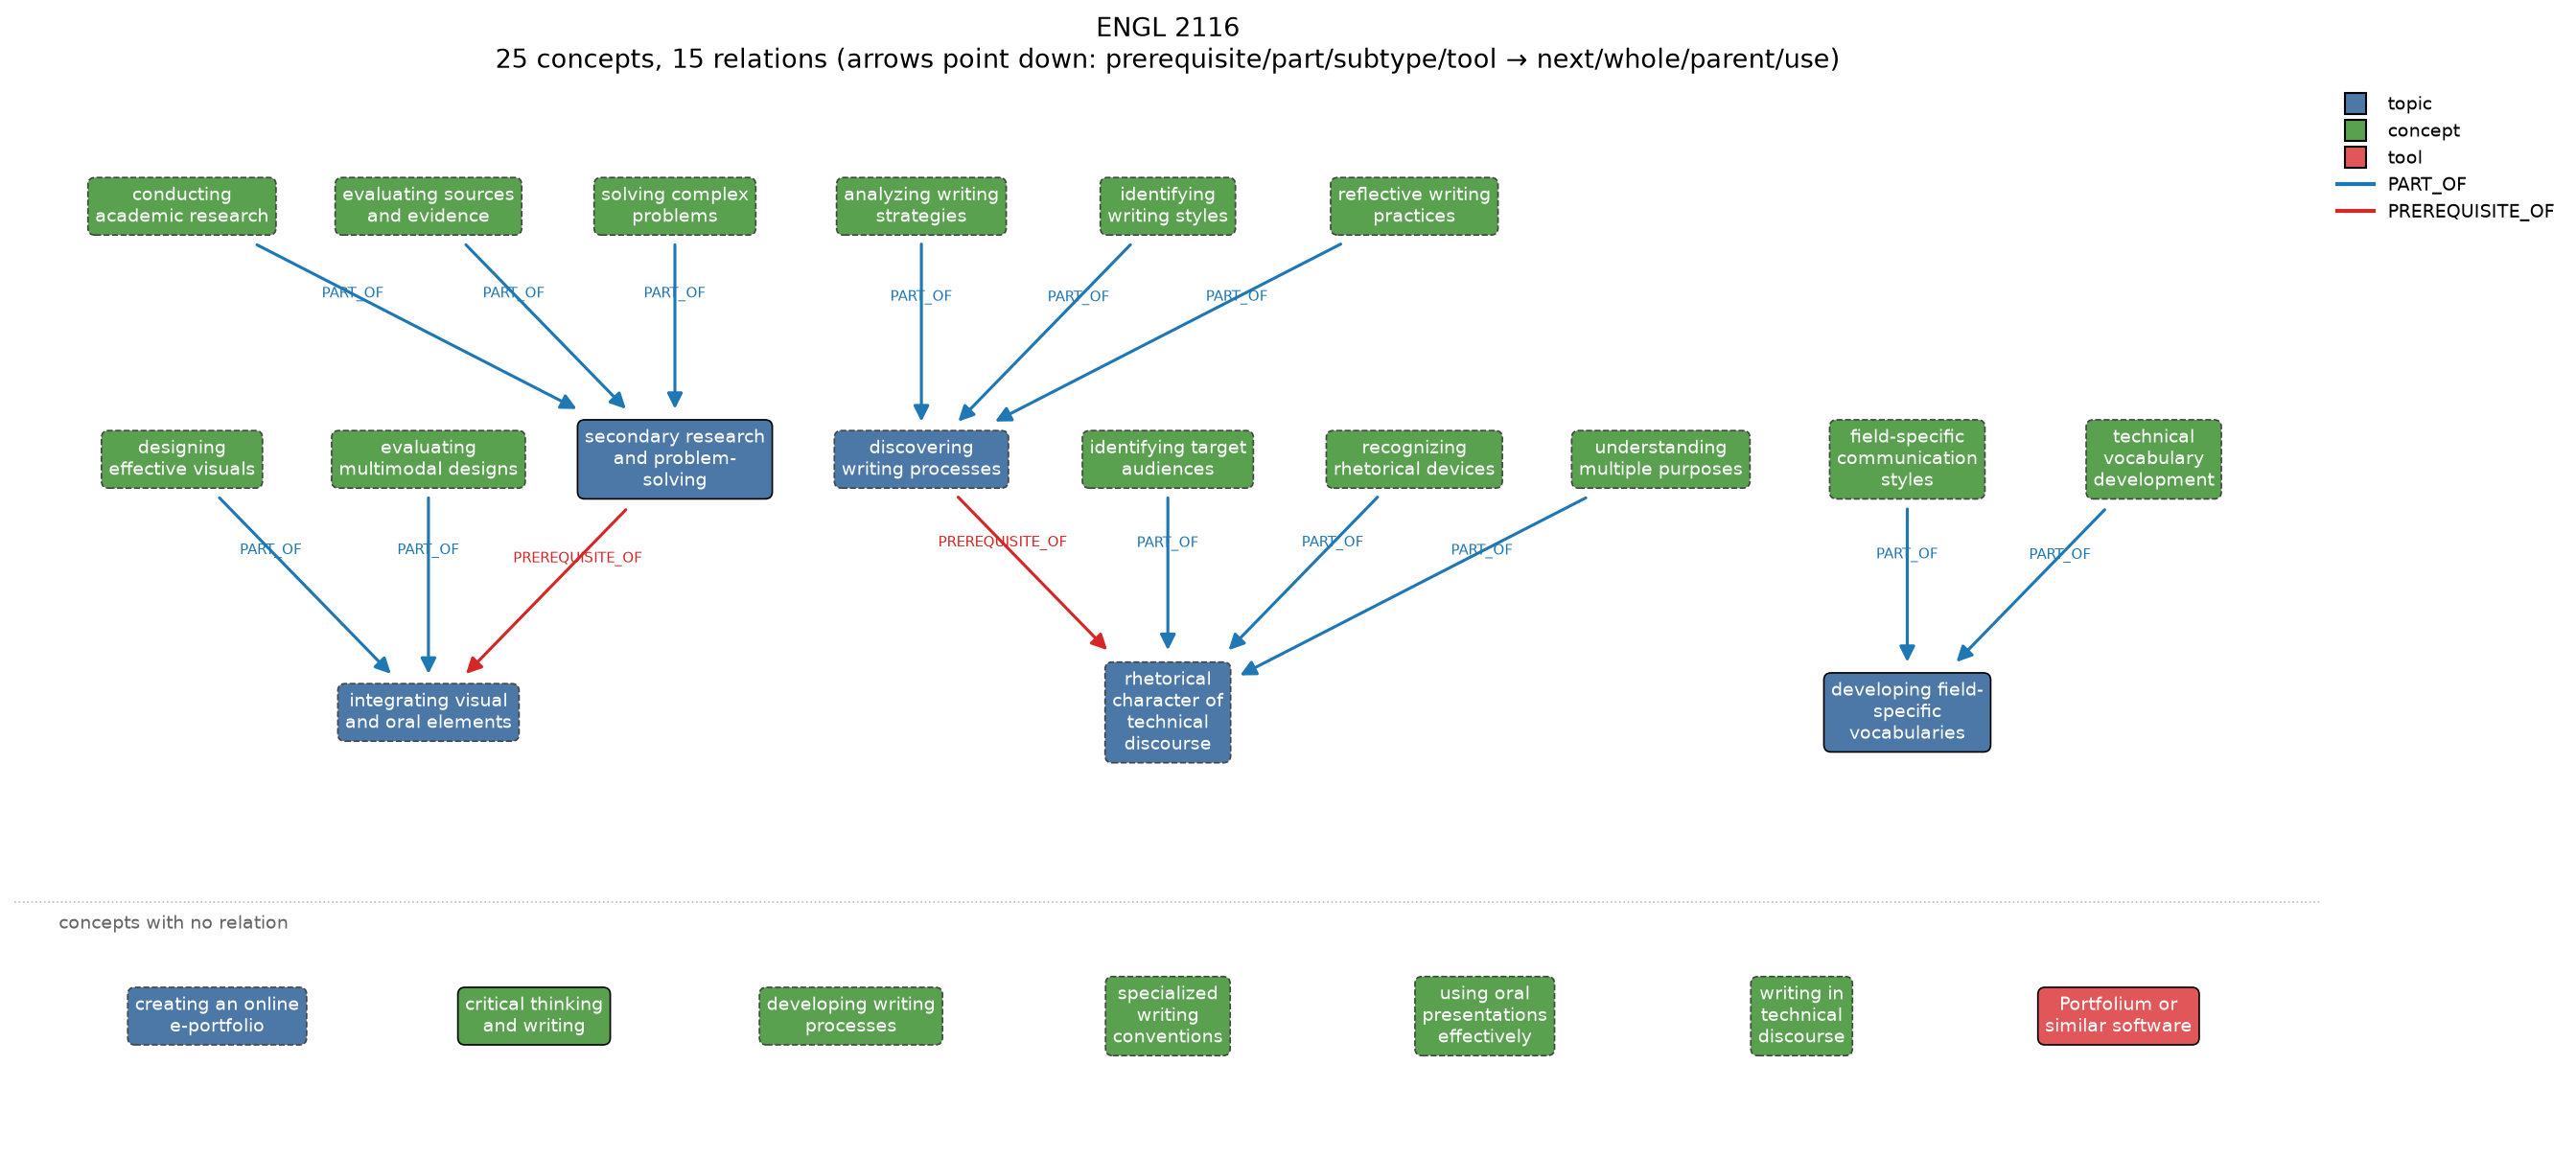 ENGL 2116
25 concepts, 15 relations (arrows point down: prerequisite/part/subtype/tool → next/whole/parent/use)
topic
concept
tool
PART_OF
PREREQUISITE_OF
conducting
academic research
evaluating sources
and evidence
solving complex
problems
analyzing writing
strategies
identifying
writing styles
reflective writing
practices
PART_OF
PART_OF
PART_OF
PART_OF
PART_OF
PART_OF
designing
effective visuals
evaluating
multimodal designs
secondary research
and problem-
solving
discovering
writing processes
identifying target
audiences
recognizing
rhetorical devices
understanding
multiple purposes
field-specific
communication
styles
technical
vocabulary
development
PART_OF
PART_OF
PREREQUISITE_OF
PREREQUISITE_OF
PART_OF
PART_OF
PART_OF
PART_OF
PART_OF
integrating visual
and oral elements
rhetorical
character of
technical
discourse
developing field-
specific
vocabularies
concepts with no relation
creating an online
e-portfolio
critical thinking
and writing
developing writing
processes
specialized
writing
conventions
using oral
presentations
effectively
writing in
technical
discourse
Portfolium or
similar software